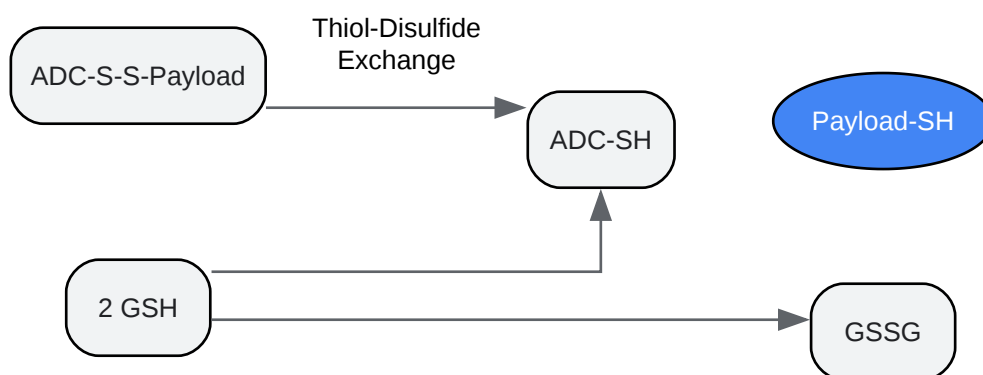 Thiol-Disulfide
Exchange
ADC-S-S-Payload
Payload-SH
ADC-SH
2 GSH
GSSG